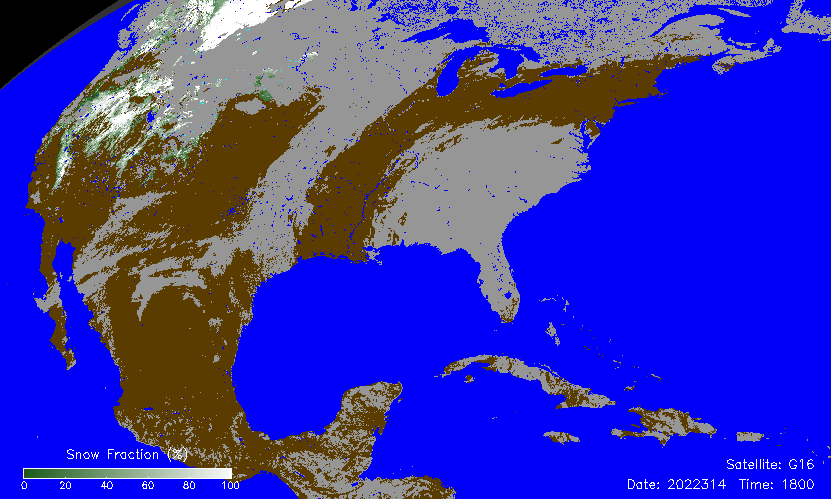 Snow Fraction (%)
0 20 40 60 80 100
Satellite: G16
Date: 2022314 Time: 1800